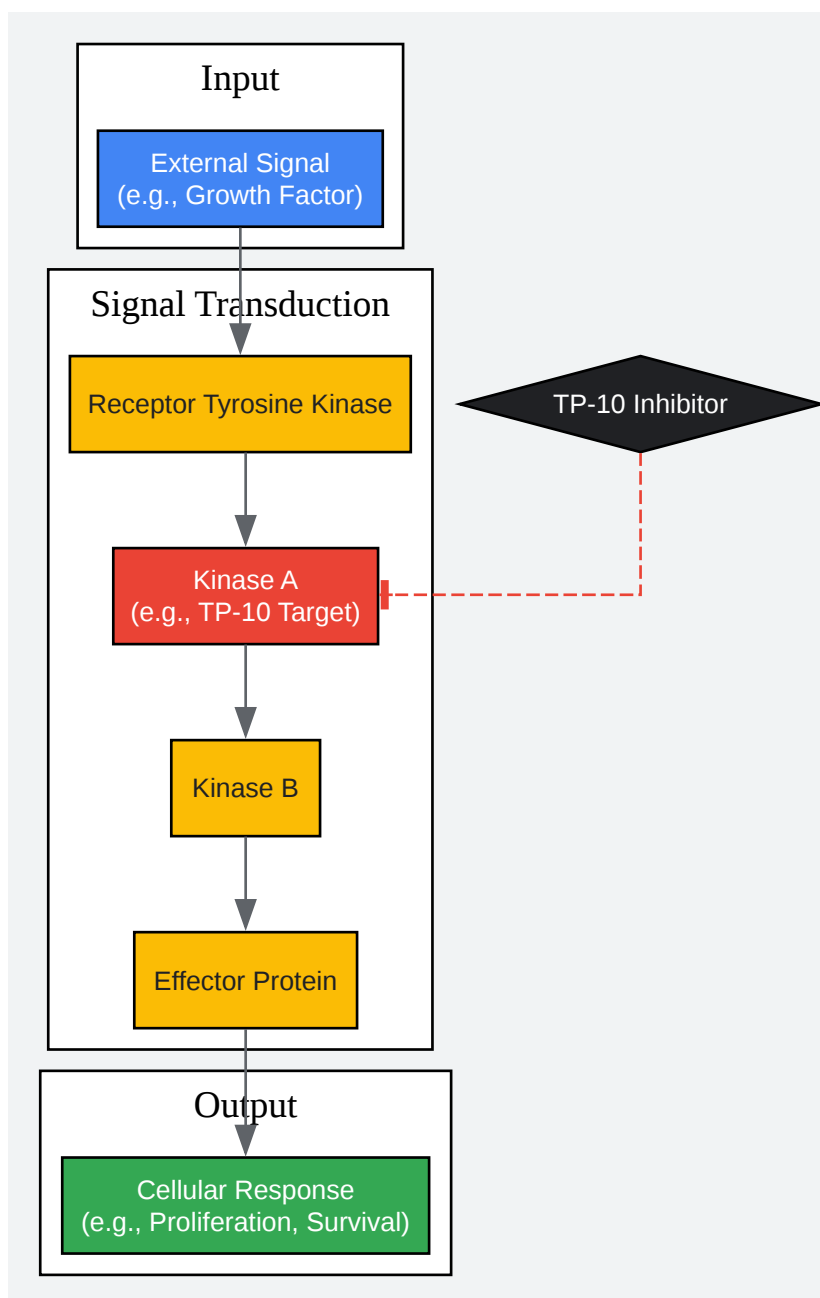 Input
External Signal
(e.g., Growth Factor)
Signal Transduction
Receptor Tyrosine Kinase
TP-10 Inhibitor
Kinase A
(e.g., TP-10 Target)
Kinase B
Effector Protein
Output
Cellular Response
(e.g., Proliferation, Survival)